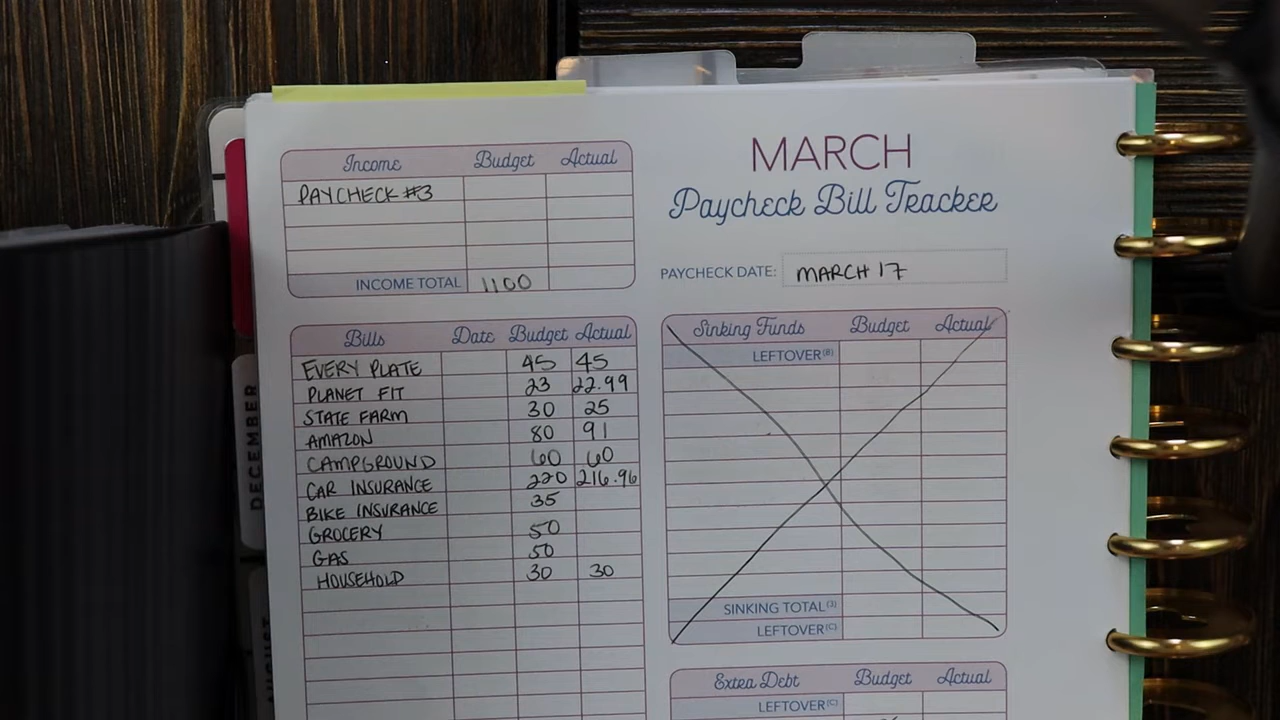 Income Budget Actual
PAYCHECK #3
INCOME TOTAL 1100
MARCH
Paycheck Bill Tracker
PAYCHECK DATE: MARCH 17
Bills Date Budget Actual
EVERY PLATE 45 45
PLANET FIT 23 22.99
STATE FARM 30 25
AMAZON 80 91
CAMPGROUND 60 60
CAR INSURANCE 220 216.96
BIKE INSURANCE 35
GROCERY 50
GAS 50
HOUSEHOLD 30 30
Sinking Funds Budget Actual
LEFTOVER (B)
SINKING TOTAL (3)
LEFTOVER (C)
Extra Debt Budget Actual
LEFTOVER (C)
DECEMBER
AUGUST